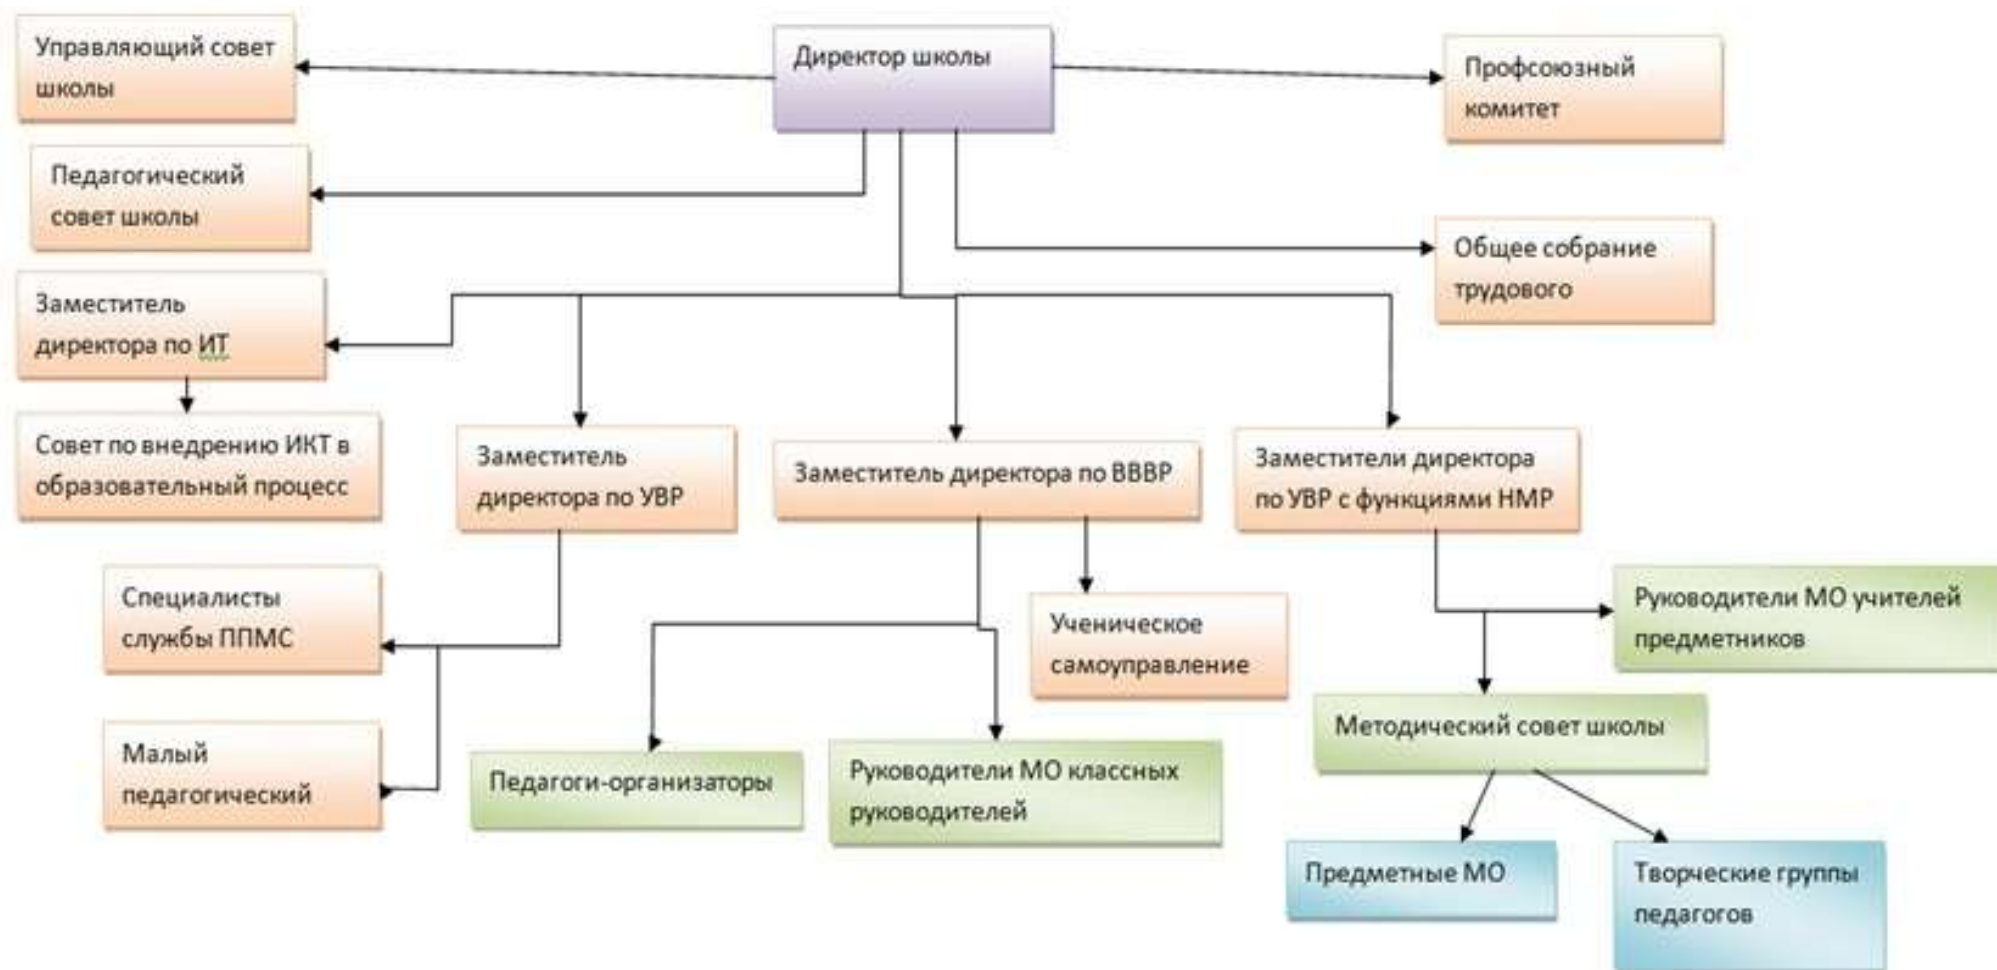 Управляющий совет
школы
Директор школы
Профсоюзный
комитет
Педагогический
совет школы
Общее собрание
трудового
Заместитель
директора по ИТ
Совет по внедрению ИКТ в
образовательный процесс
Заместитель
директора по УВР
Заместитель директора по ВВВР
Заместители директора
по УВР с функциями НМР
Специалисты
службы ППМС
Ученическое
самоуправление
Руководители МО учителей
предметников
Малый
педагогический
Педагоги-организаторы
Руководители МО классных
руководителей
Методический совет школы
Предметные МО
Творческие группы
педагогов